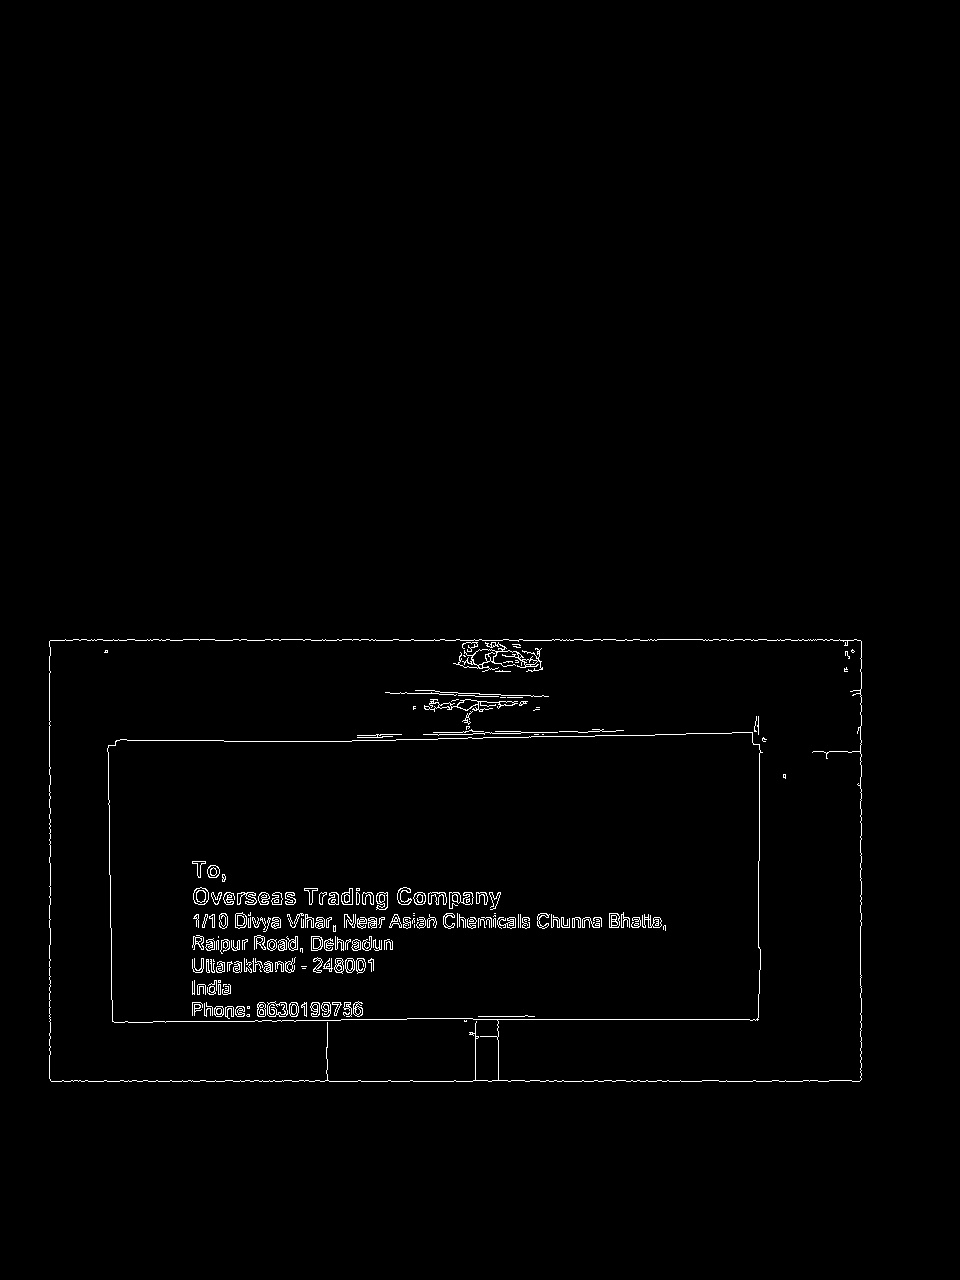 To,
Overseas Trading Company
1/10 Divya Vihar, Near Asian Chemicals Chunna Bhatta,
Raipur Road, Dehradun
Uttarakhand - 248001
India
Phone: 8630199756